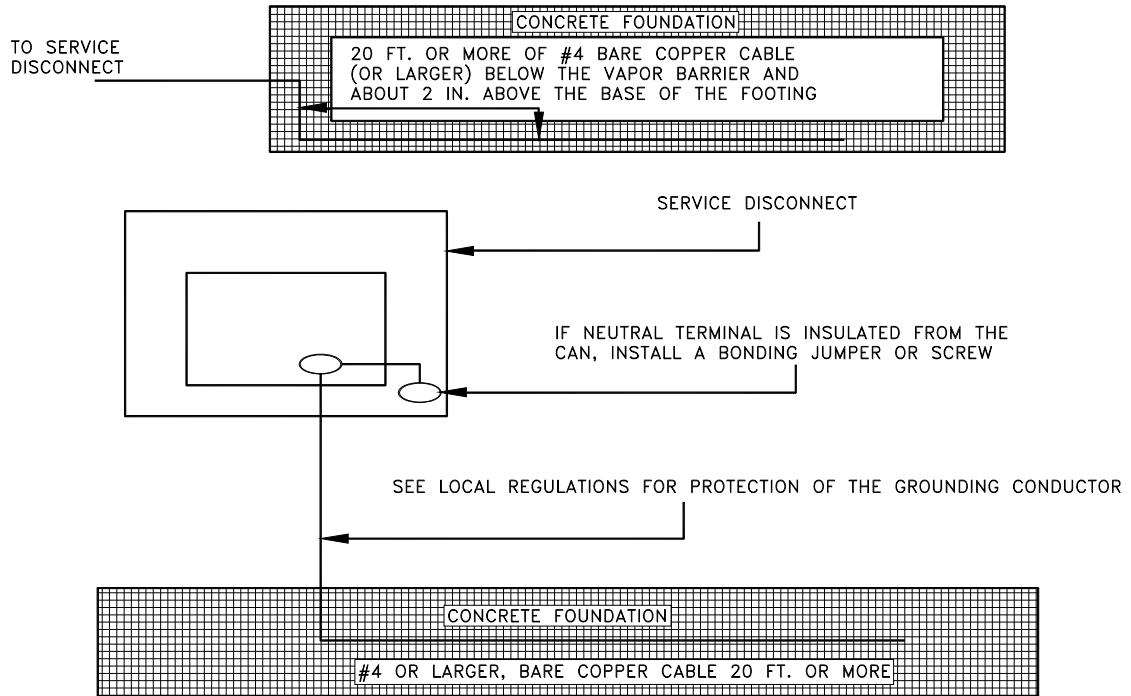 CONCRETE FOUNDATION
TO SERVICE
DISCONNECT
20 FT. OR MORE OF #4 BARE COPPER CABLE
(OR LARGER) BELOW THE VAPOR BARRIER AND
ABOUT 2 IN. ABOVE THE BASE OF THE FOOTING
SERVICE DISCONNECT
IF NEUTRAL TERMINAL IS INSULATED FROM THE
CAN, INSTALL A BONDING JUMPER OR SCREW
SEE LOCAL REGULATIONS FOR PROTECTION OF THE GROUNDING CONDUCTOR
CONCRETE FOUNDATION
#4 OR LARGER, BARE COPPER CABLE 20 FT. OR MORE